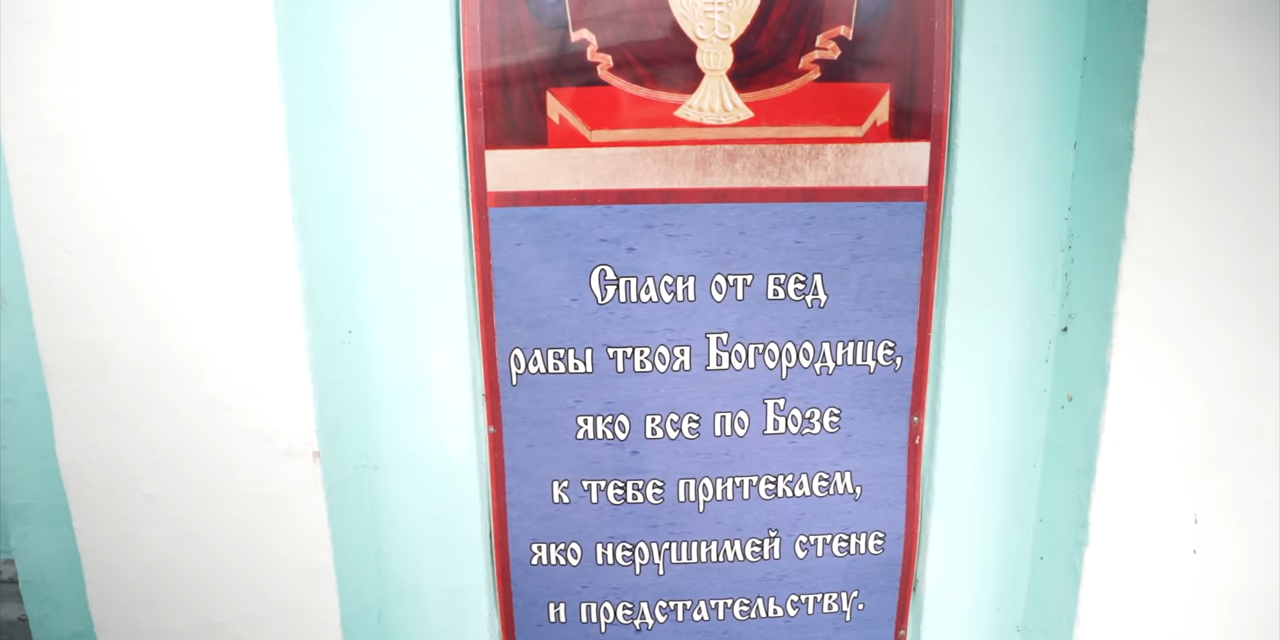 Спаси от бед
рабы твоя Богородице,
яко все по Бозе
к тебе притекаем,
яко нерушимей стене
и предстательству.